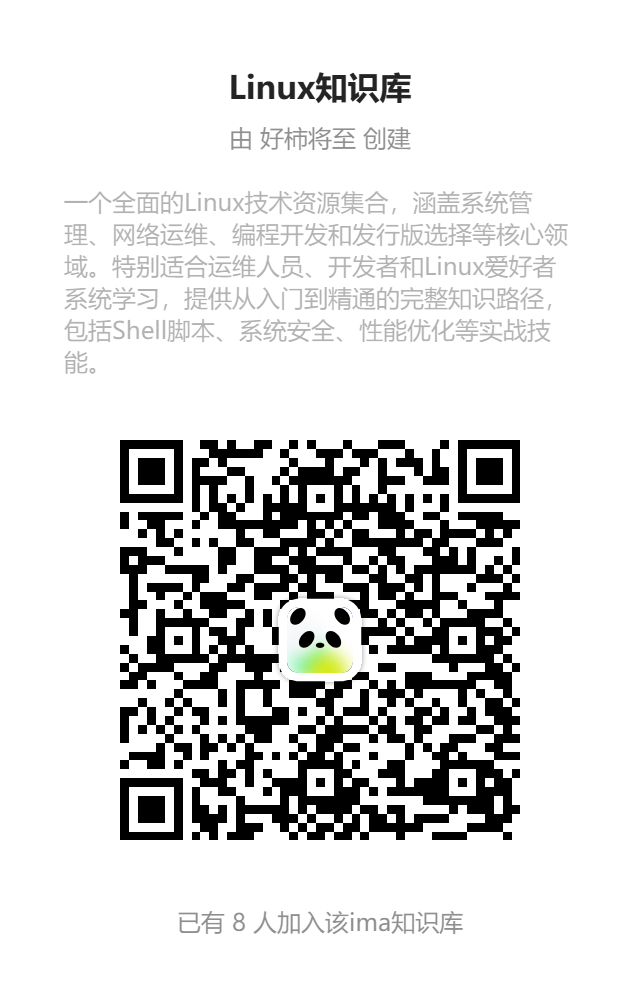 Linux知识库
由 好柿将至 创建
一个全面的Linux技术资源集合，涵盖系统管
理、网络运维、编程开发和发行版选择等核心领
域。特别适合运维人员、开发者和Linux爱好者
系统学习，提供从入门到精通的完整知识路径，
包括Shell脚本、系统安全、性能优化等实战技
能。
已有 8 人加入该ima知识库